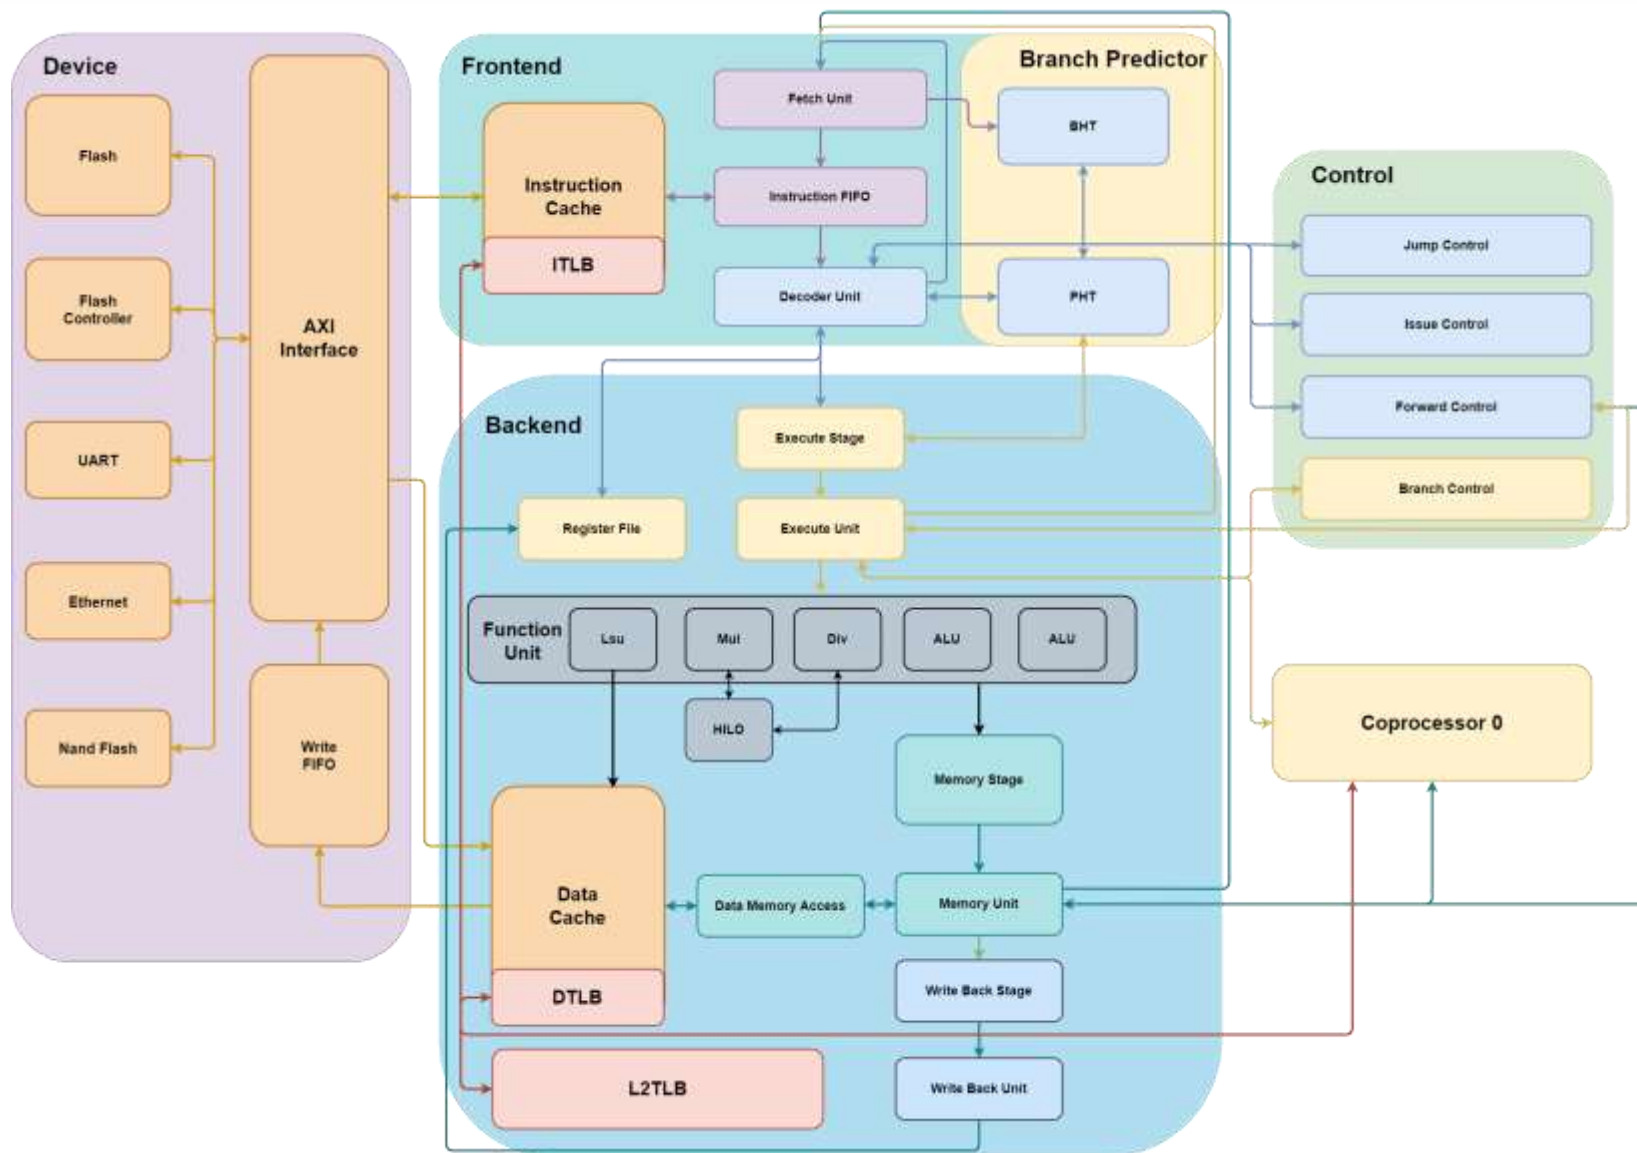 Device
Flash
Flash
Controller
UART
Ethernet
Nand Flash
AXI
Interface
Write
FIFO
Frontend
Instruction
Cache
ITLB
Fetch Unit
Instruction FIFO
Decoder Unit
Branch Predictor
BHT
PHT
Control
Jump Control
Issue Control
Forward Control
Branch Control
Backend
Execute Stage
Register File
Execute Unit
Function
Unit
Lsu
Mul
Div
ALU
ALU
HILO
Coprocessor 0
Memory Stage
Data
Cache
Data Memory Access
Memory Unit
DTLB
Write Back Stage
L2TLB
Write Back Unit